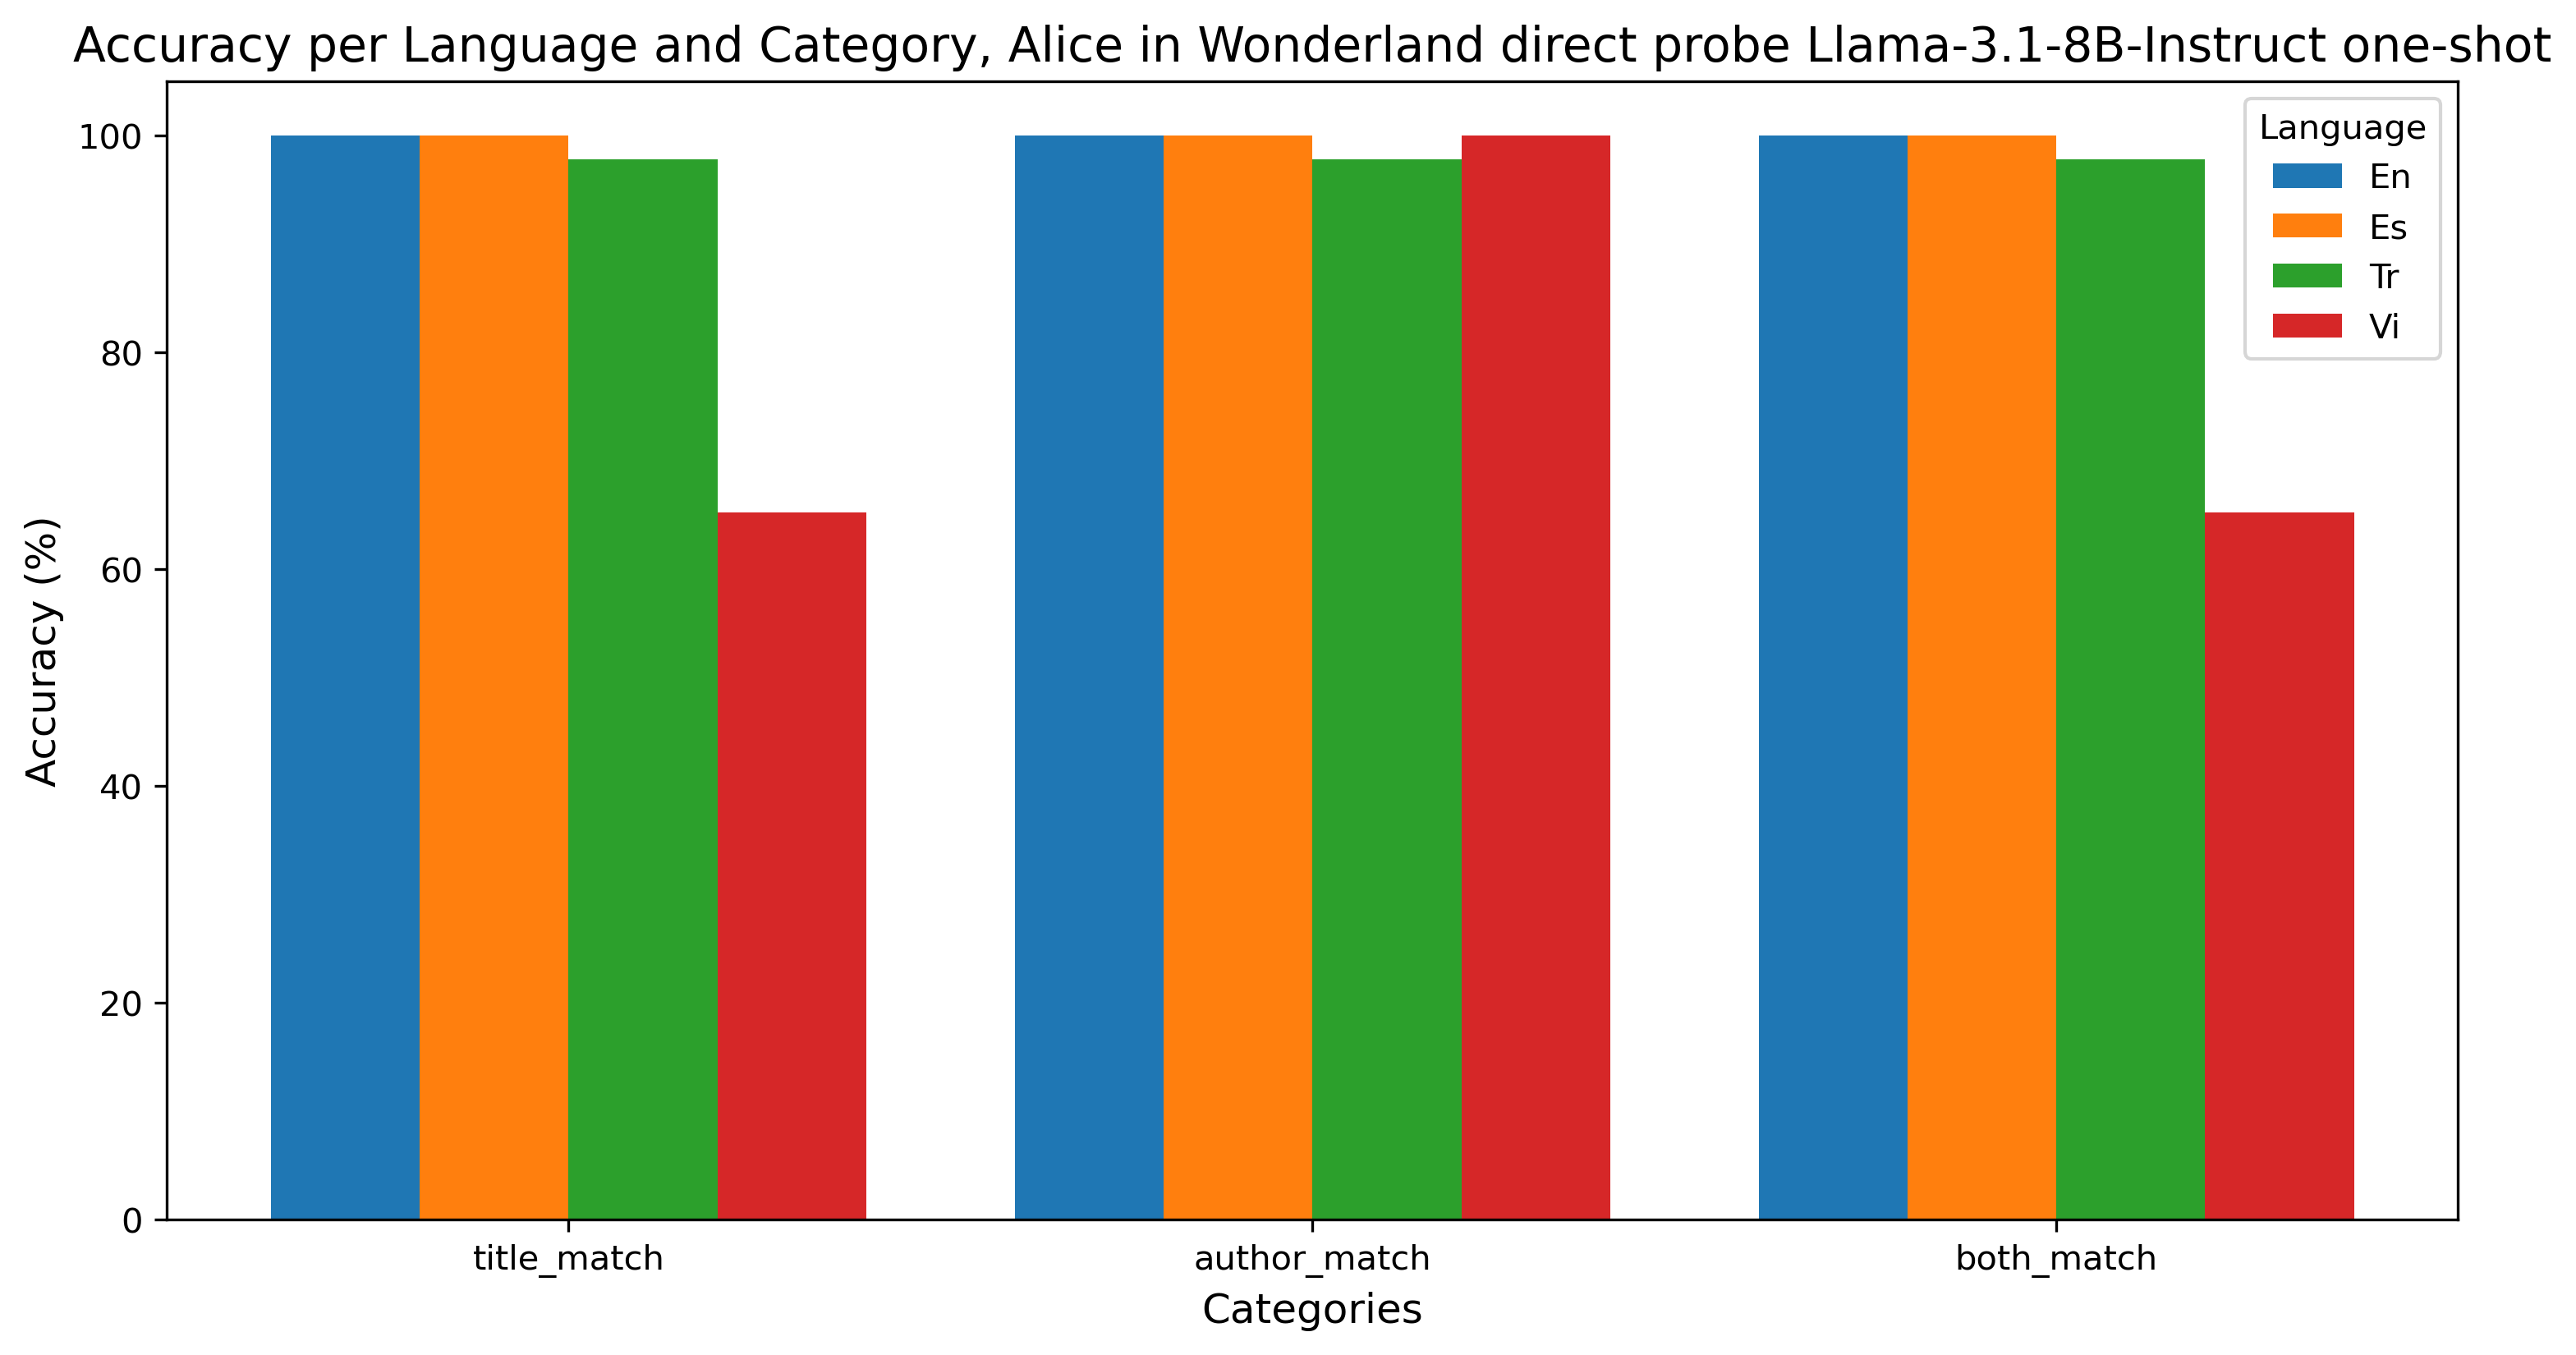 Accuracy per Language and Category, Alice in Wonderland direct probe Llama-3.1-8B-Instruct one-shot
Language
En
Es
Tr
Vi
Accuracy (%)
100
80
60
40
20
0
title_match
author_match
both_match
Categories